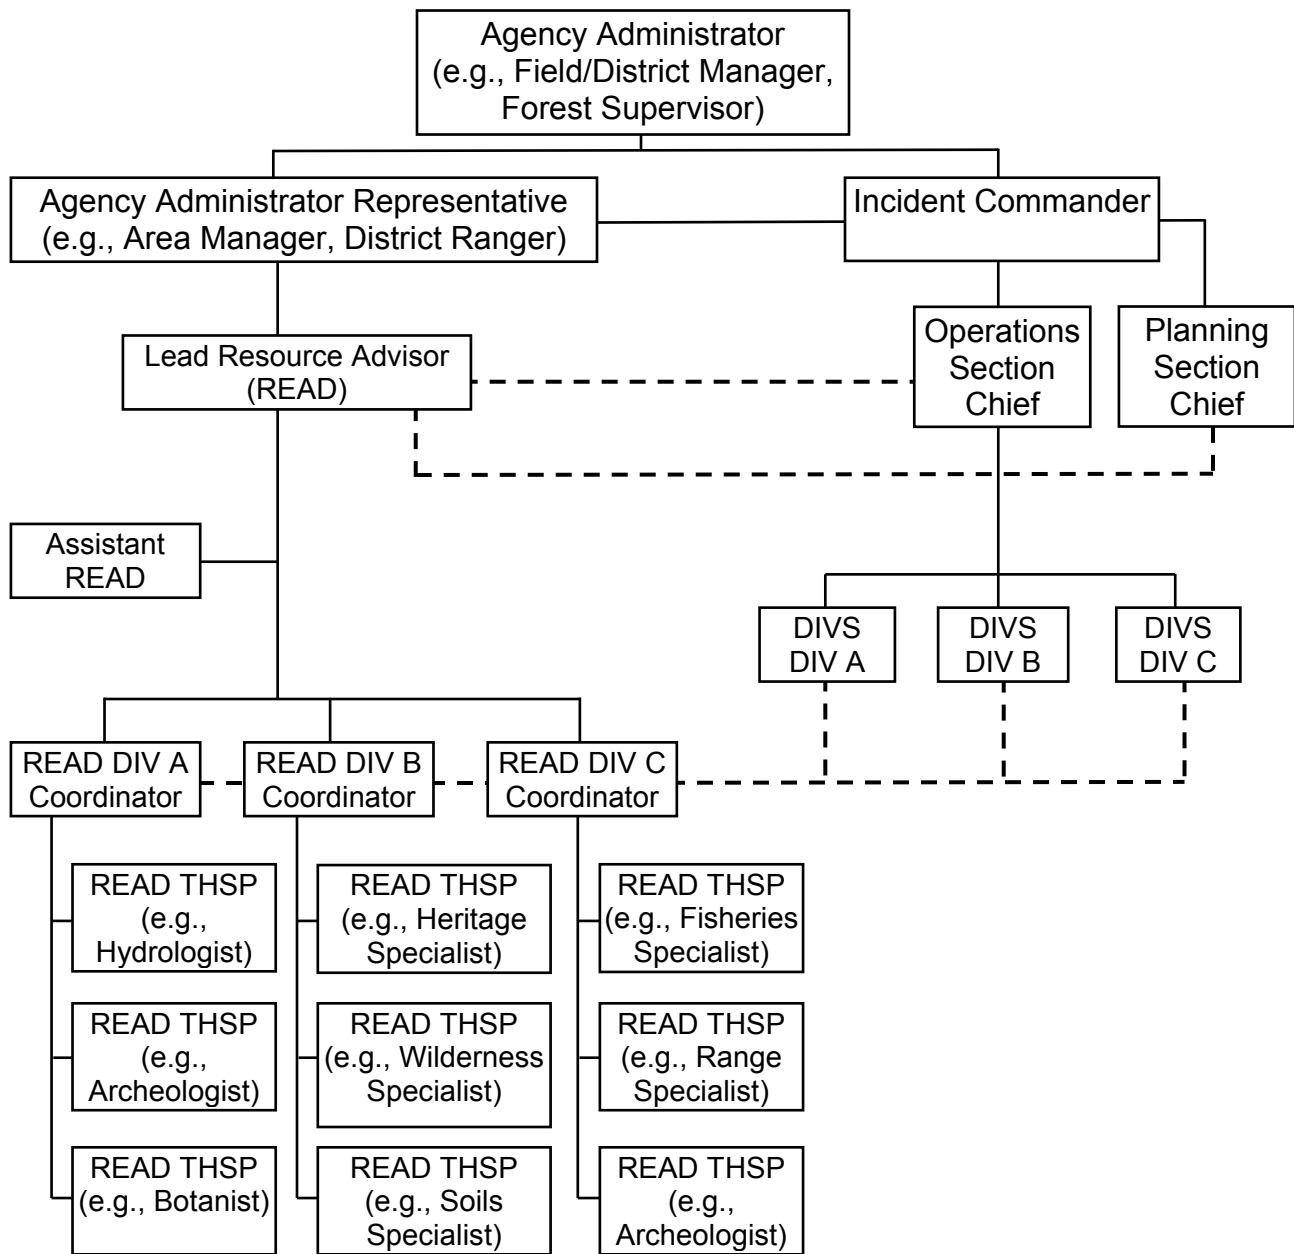 Agency Administrator
(e.g., Field/District Manager,
Forest Supervisor)
Agency Administrator Representative
(e.g., Area Manager, District Ranger)
Incident Commander
Lead Resource Advisor
(READ)
Operations
Section
Chief
Planning
Section
Chief
Assistant
READ
DIVS
DIV A
DIVS
DIV B
DIVS
DIV C
READ DIV A
Coordinator
READ DIV B
Coordinator
READ DIV C
Coordinator
READ THSP
(e.g.,
Hydrologist)
READ THSP
(e.g., Heritage
Specialist)
READ THSP
(e.g., Fisheries
Specialist)
READ THSP
(e.g.,
Archeologist)
READ THSP
(e.g., Wilderness
Specialist)
READ THSP
(e.g., Range
Specialist)
READ THSP
(e.g., Botanist)
READ THSP
(e.g., Soils
Specialist)
READ THSP
(e.g.,
Archeologist)